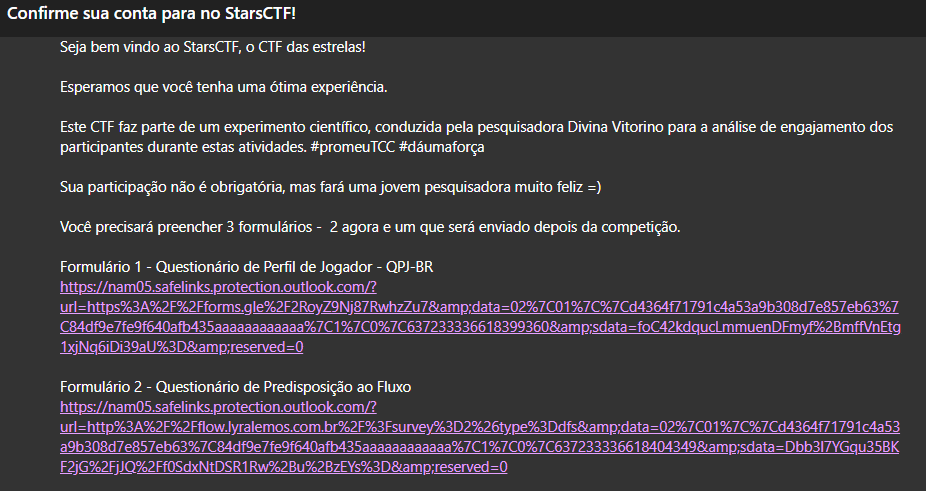 Confirme sua conta para no StarsCTF!
Seja bem vindo ao StarsCTF, o CTF das estrelas!
Esperamos que você tenha uma ótima experiência.
Este CTF faz parte de um experimento científico, conduzida pela pesquisadora Divina Vitorino para a análise de engajamento dos
participantes durante estas atividades. #promeuTCC #dáumaforça
Sua participação não é obrigatória, mas fará uma jovem pesquisadora muito feliz =)
Você precisará preencher 3 formulários -  2 agora e um que será enviado depois da competição.
Formulário 1 - Questionário de Perfil de Jogador - QPJ-BR
https://nam05.safelinks.protection.outlook.com/?
url=https%3A%2F%2Fforms.gle%2F2RoyZ9Nj87RwhzZu7&amp;data=02%7C01%7C%7Cd4364f71791c4a53a9b308d7e857eb63%7
C84df9e7fe9f640afb435aaaaaaaaaaaa%7C1%7C0%7C637233336618399360&amp;sdata=foC42kdqucLmmuenDFmyf%2BmffVnEtg
1xjNq6iDi39aU%3D&amp;reserved=0
Formulário 2 - Questionário de Predisposição ao Fluxo
https://nam05.safelinks.protection.outlook.com/?
url=http%3A%2F%2Fflow.lyralemos.com.br%2F%3Fsurvey%3D2%26type%3Ddfs&amp;data=02%7C01%7C%7Cd4364f71791c4a53
a9b308d7e857eb63%7C84df9e7fe9f640afb435aaaaaaaaaaaa%7C1%7C0%7C637233336618404349&amp;sdata=Dbb3I7YGqu35BK
F2jG%2FjJQ%2Ff0SdxNtDSR1Rw%2Bu%2BzEYs%3D&amp;reserved=0